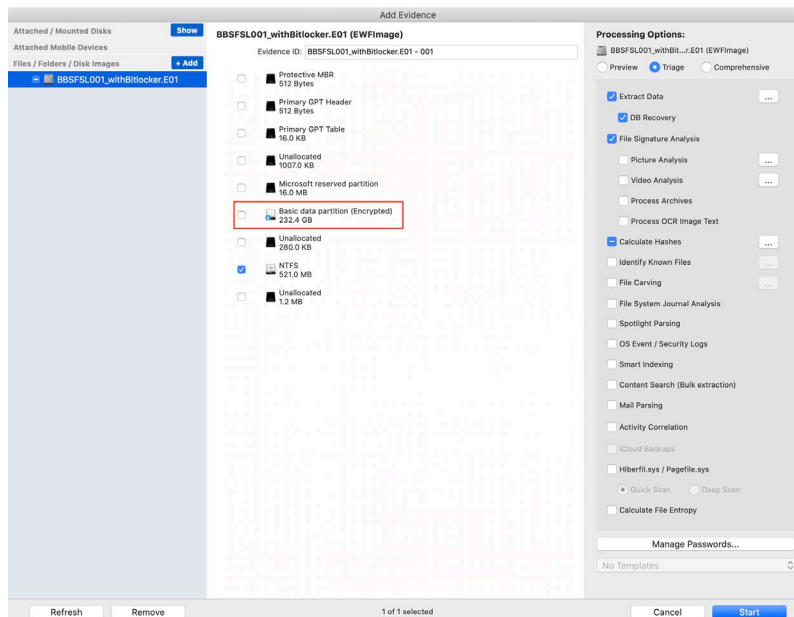 Add Evidence
Attached / Mounted Disks
Show
Attached Mobile Devices
Files / Folders / Disk Images
+ Add
BBSFSL001_withBitlocker.E01
BBSFSL001_withBitlocker.E01 (EWFImage)
Evidence ID: BBSFSL001_withBitlocker.E01 - 001
Protective MBR
512 Bytes
Primary GPT Header
512 Bytes
Primary GPT Table
16.0 KB
Unallocated
1007.0 KB
Microsoft reserved partition
16.0 MB
Basic data partition (Encrypted)
232.4 GB
Unallocated
280.0 KB
NTFS
521.0 MB
Unallocated
1.2 MB
Processing Options:
BBSFSL001_withBit...r.E01 (EWFImage)
Preview Triage Comprehensive
Extract Data ...
DB Recovery
File Signature Analysis
Picture Analysis ...
Video Analysis ...
Process Archives
Process OCR Image Text
Calculate Hashes ...
Identify Known Files ...
File Carving ...
File System Journal Analysis
Spotlight Parsing
OS Event / Security Logs
Smart Indexing
Content Search (Bulk extraction)
Mail Parsing
Activity Correlation
iCloud Backups
Hiberfil.sys / Pagefile.sys
Quick Scan Deep Scan
Calculate File Entropy
Manage Passwords...
No Templates
Refresh Remove 1 of 1 selected Cancel Start